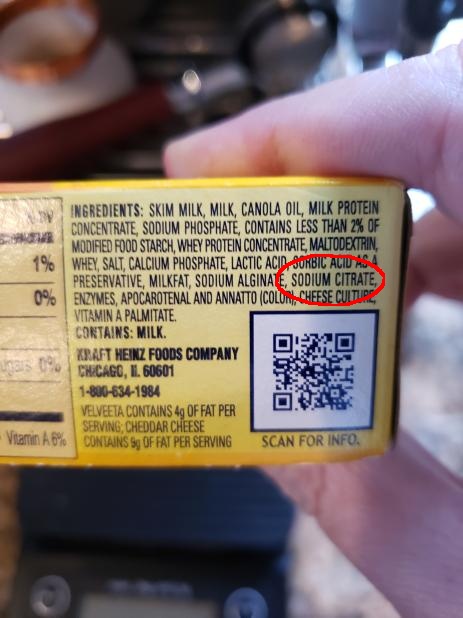 INGREDIENTS: SKIM MILK, MILK, CANOLA OIL, MILK PROTEIN
CONCENTRATE, SODIUM PHOSPHATE, CONTAINS LESS THAN 2% OF
MODIFIED FOOD STARCH, WHEY PROTEIN CONCENTRATE, MALTODEXTRIN,
WHEY, SALT, CALCIUM PHOSPHATE, LACTIC ACID, SORBIC ACID AS A
PRESERVATIVE, MILKFAT, SODIUM ALGINATE, SODIUM CITRATE,
ENZYMES, APOCAROTENAL AND ANNATTO (COLOR), CHEESE CULTURE,
VITAMIN A PALMITATE.
CONTAINS: MILK.
KRAFT HEINZ FOODS COMPANY
CHICAGO, IL 60601
1-800-634-1984
VELVEETA CONTAINS 4g OF FAT PER
SERVING; CHEDDAR CHEESE
CONTAINS 9g OF FAT PER SERVING
SCAN FOR INFO.
1%
0%
ugars 0%
Vitamin A 6%